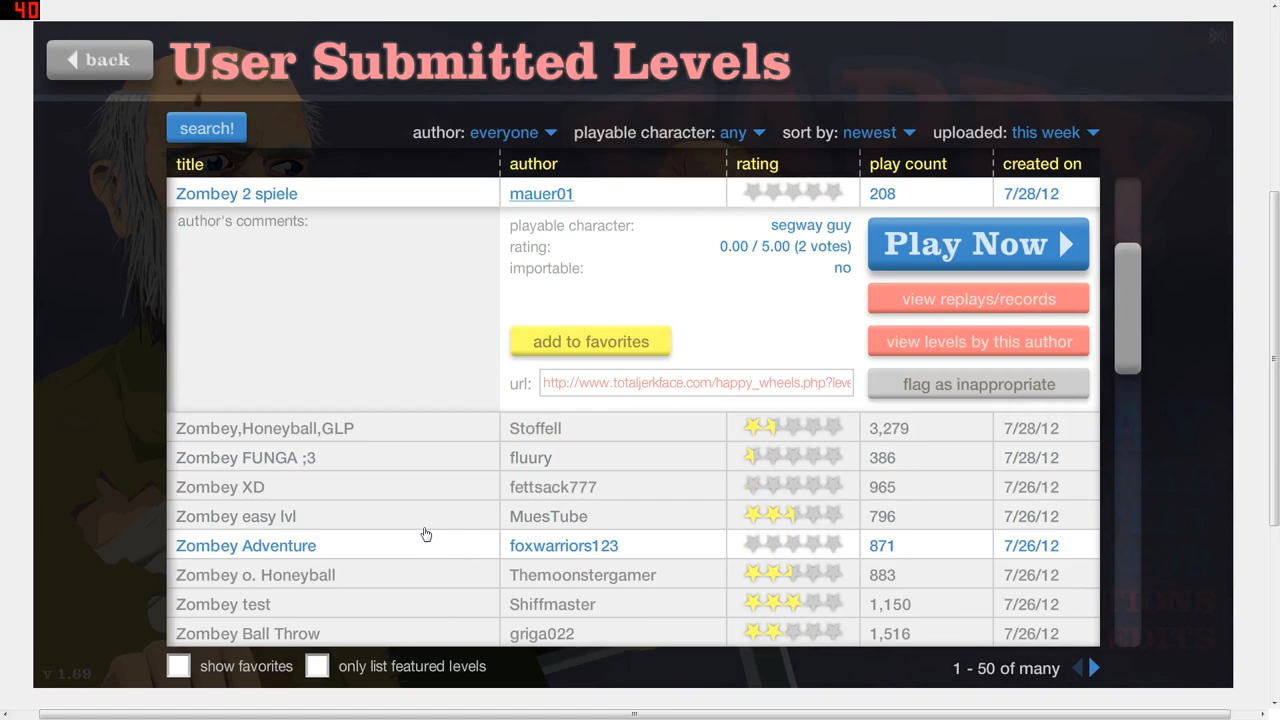 40
back
User Submitted Levels
search!
author: everyone playable character: any sort by: newest uploaded: this week
title author rating play count created on
Zombey 2 spiele mauer01 208 7/28/12
author's comments:
playable character: segway guy
rating: 0.00 / 5.00 (2 votes)
importable: no
Play Now
view replays/records
add to favorites
view levels by this author
url: http://www.totaljerkface.com/happy_wheels.php?leve
flag as inappropriate
Zombey,Honeyball,GLP Stoffell 3,279 7/28/12
Zombey FUNGA ;3 fluury 386 7/28/12
Zombey XD fettsack777 965 7/26/12
Zombey easy lvl MuesTube 796 7/26/12
Zombey Adventure foxwarriors123 871 7/26/12
Zombey o. Honeyball Themoonstergamer 883 7/26/12
Zombey test Shiffmaster 1,150 7/26/12
Zombey Ball Throw griga022 1,516 7/26/12
show favorites only list featured levels 1 - 50 of many
v 1.69